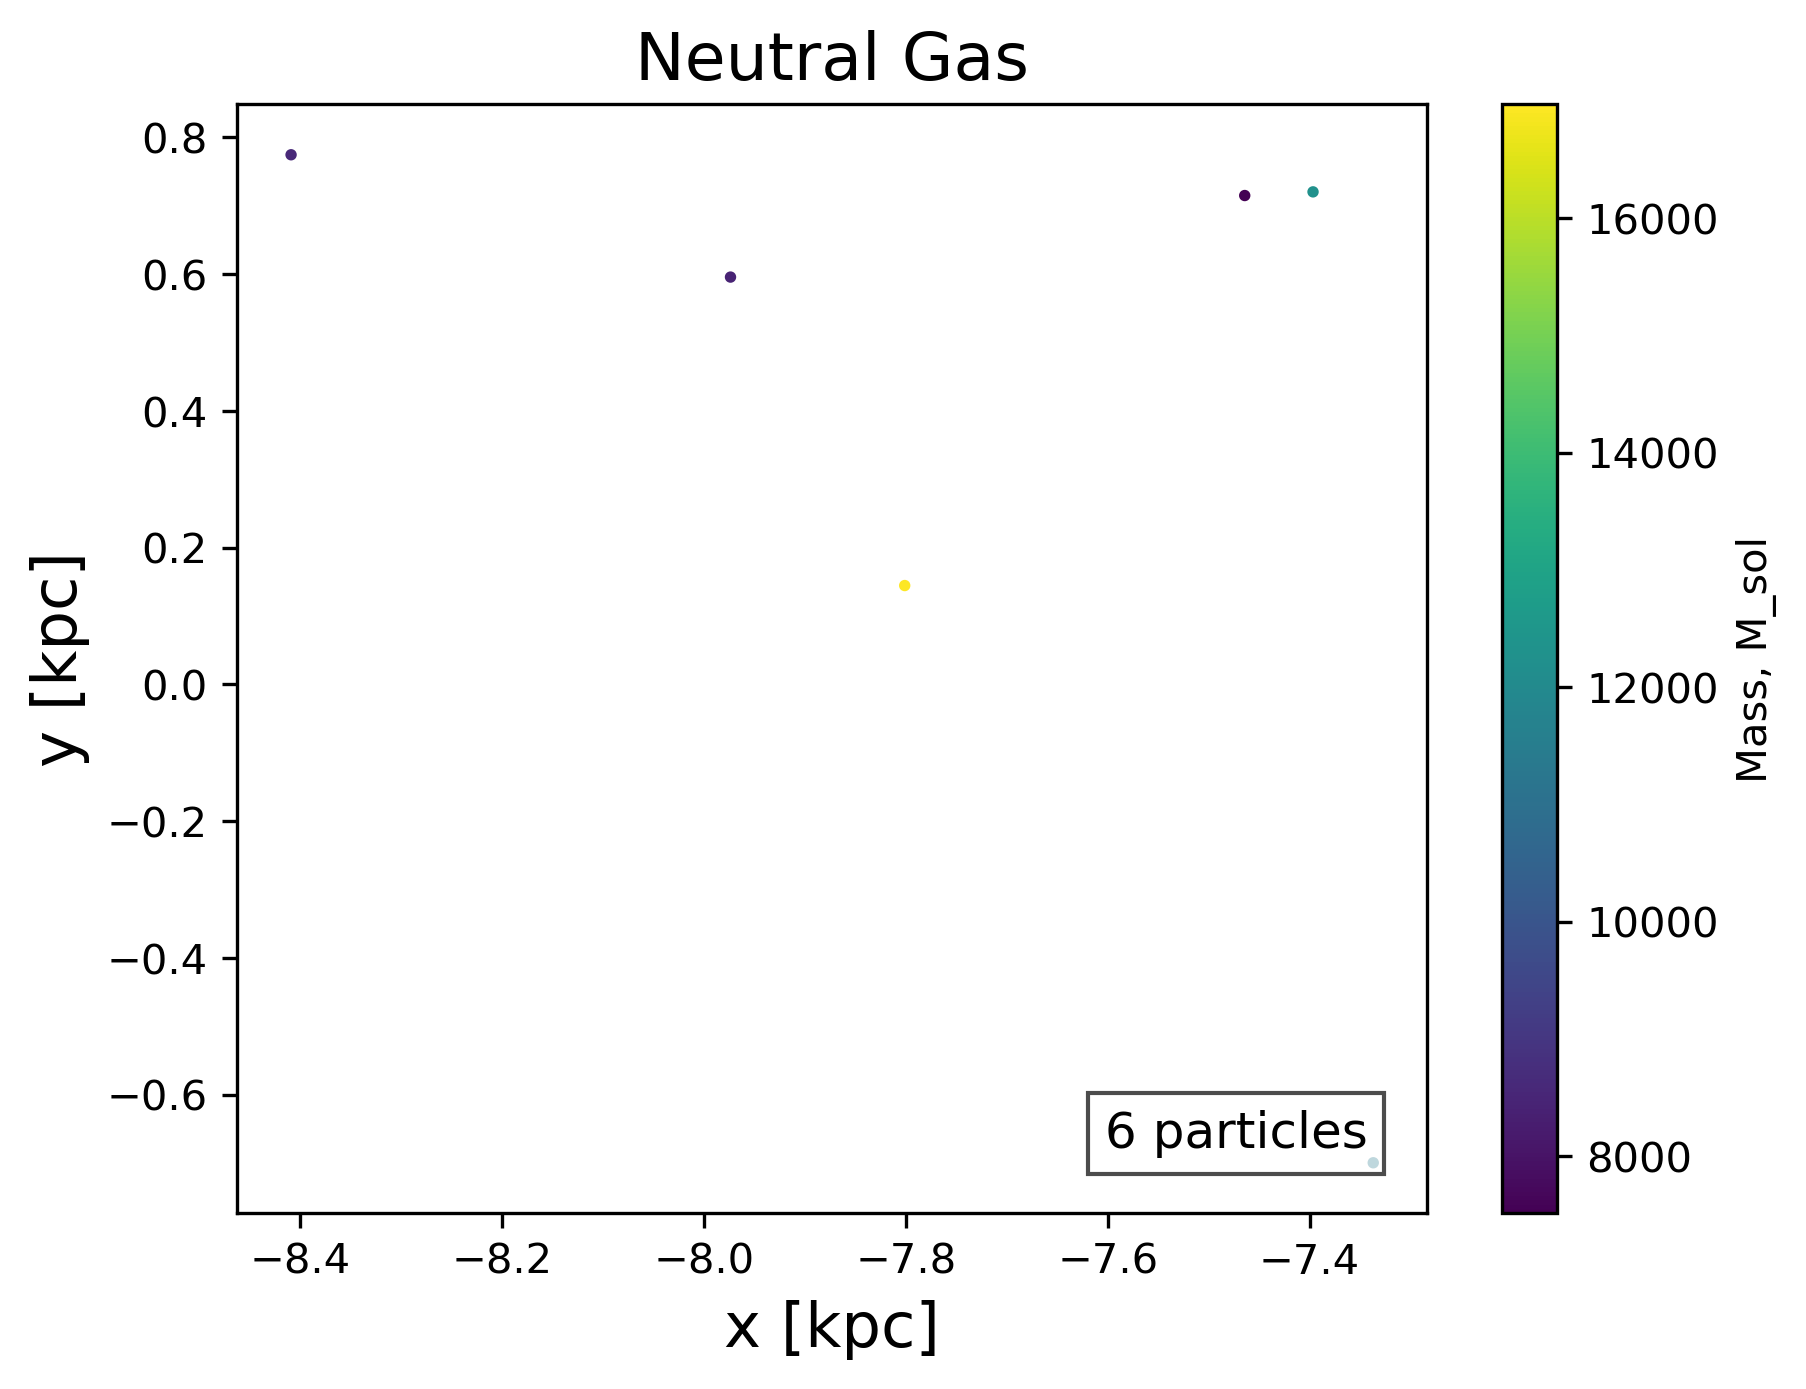 Neutral Gas
0.8
0.6
0.4
0.2
0.0
−0.2
−0.4
−0.6
y [kpc]
−8.4 −8.2 −8.0 −7.8 −7.6 −7.4
x [kpc]
6 particles
16000
14000
12000
10000
8000
Mass, M_sol